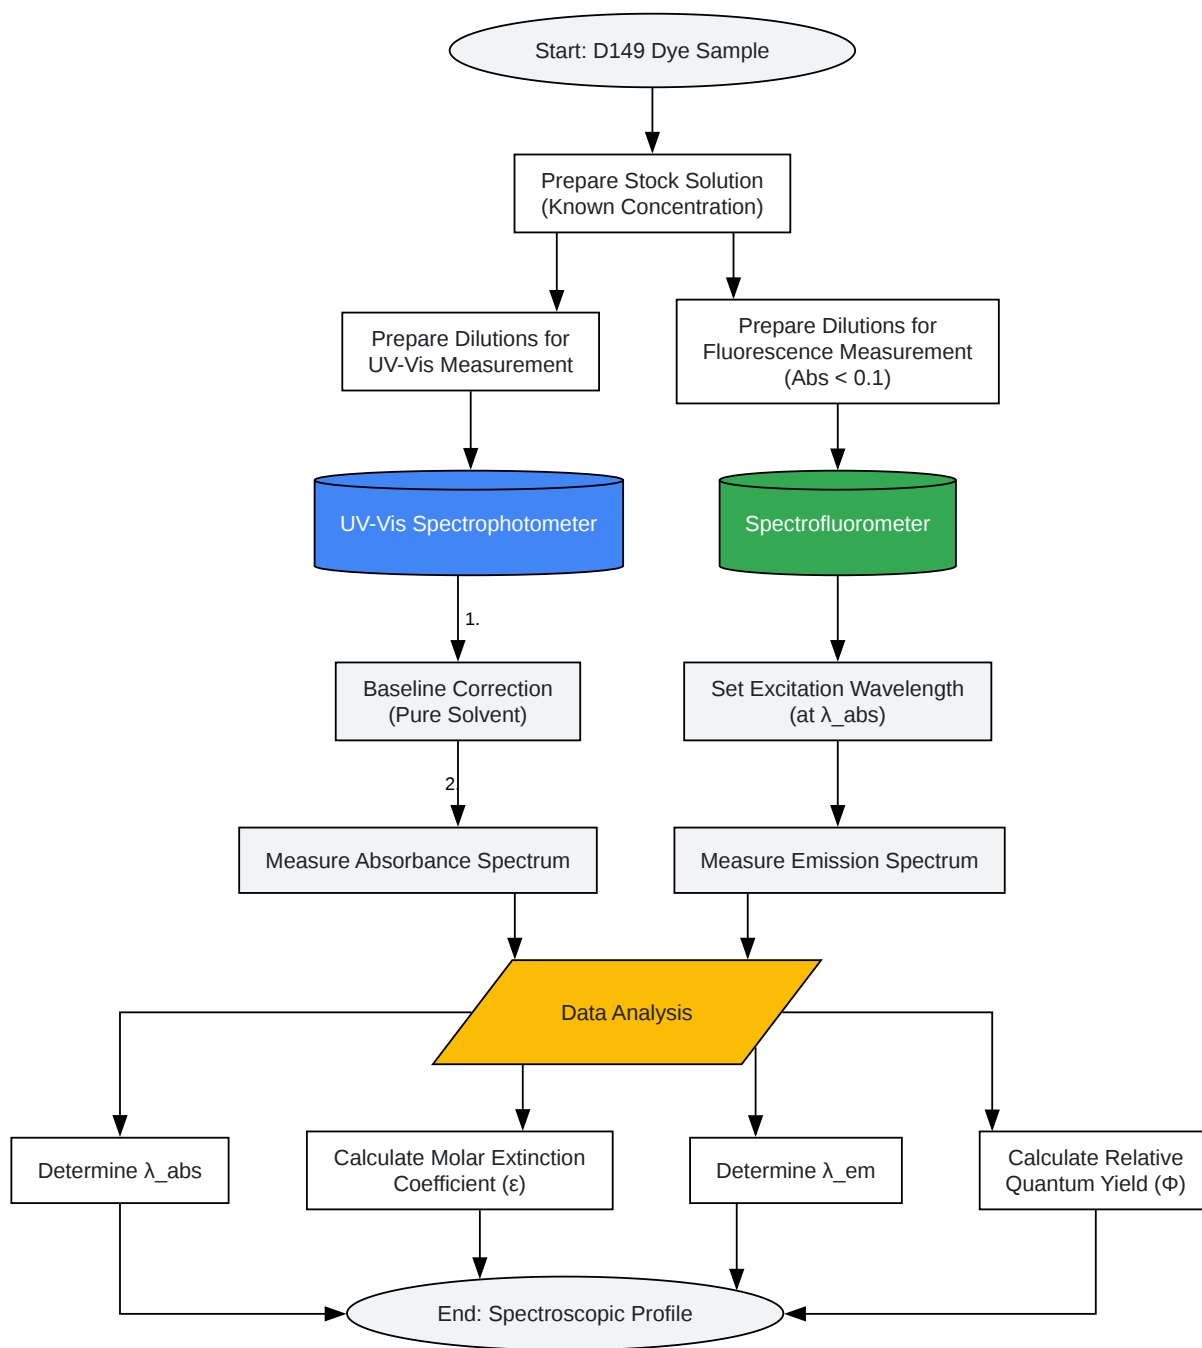 Start: D149 Dye Sample
Prepare Stock Solution
(Known Concentration)
Prepare Dilutions for
UV-Vis Measurement
Prepare Dilutions for
Fluorescence Measurement
(Abs < 0.1)
UV-Vis Spectrophotometer
Spectrofluorometer
1.
Baseline Correction
(Pure Solvent)
Set Excitation Wavelength
(at λ_abs)
2.
Measure Absorbance Spectrum
Measure Emission Spectrum
Data Analysis
Determine λ_abs
Calculate Molar Extinction
Coefficient (ε)
Determine λ_em
Calculate Relative
Quantum Yield (Φ)
End: Spectroscopic Profile